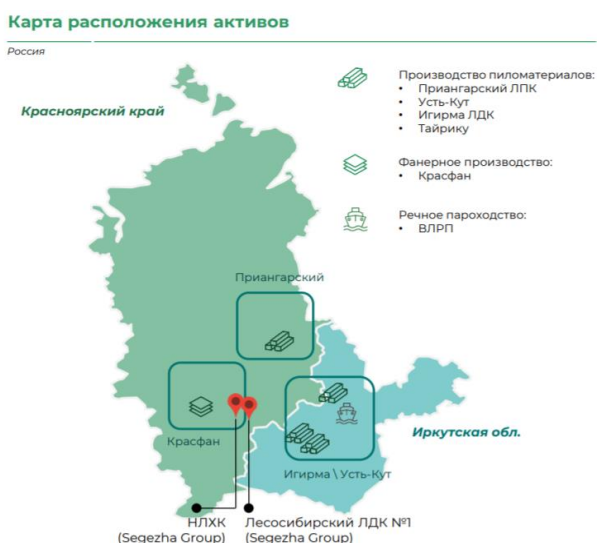 Карта расположения активов
Россия
Красноярский край
Производство пиломатериалов:
• Приангарский ЛПК
• Усть-Кут
• Игирма ЛДК
• Тайрику
Фанерное производство:
• Красфан
Речное пароходство:
• ВЛРП
Приангарский
Красфан
Иркутская обл.
Игирма \ Усть-Кут
НЛХК
(Segezha Group)
Лесосибирский ЛДК №1
(Segezha Group)